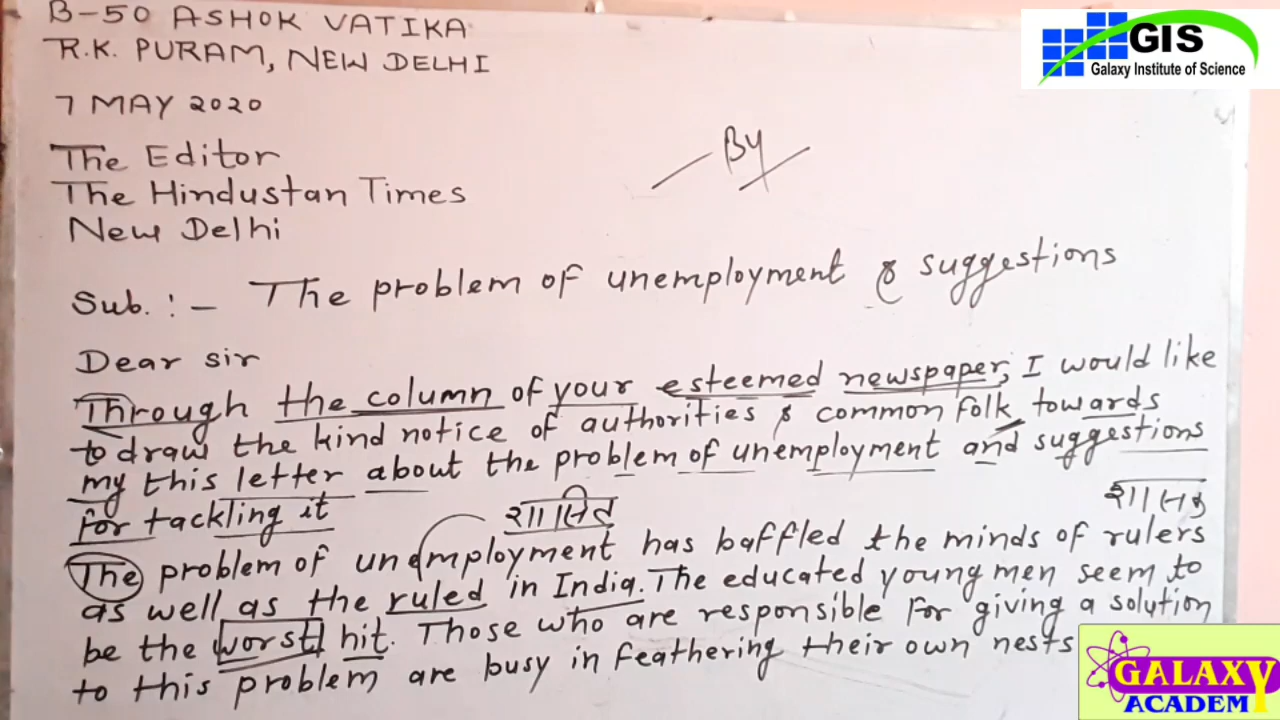 B-50 ASHOK VATIKA
R.K. PURAM, NEW DELHI
7 MAY 2020
The Editor
The Hindustan Times
New Delhi
By
Sub. :- The problem of unemployment & suggestions
Dear sir
Through the column of your esteemed newspaper, I would like
to draw the kind notice of authorities & common folk towards
my this letter about the problem of unemployment and suggestions
for tackling it
शासित
शासक
The problem of unemployment has baffled the minds of rulers
as well as the ruled in India. The educated young men seem to
be the worst hit. Those who are responsible for giving a solution
to this problem are busy in feathering their own nests
GIS
Galaxy Institute of Science
GALAXY
ACADEMY